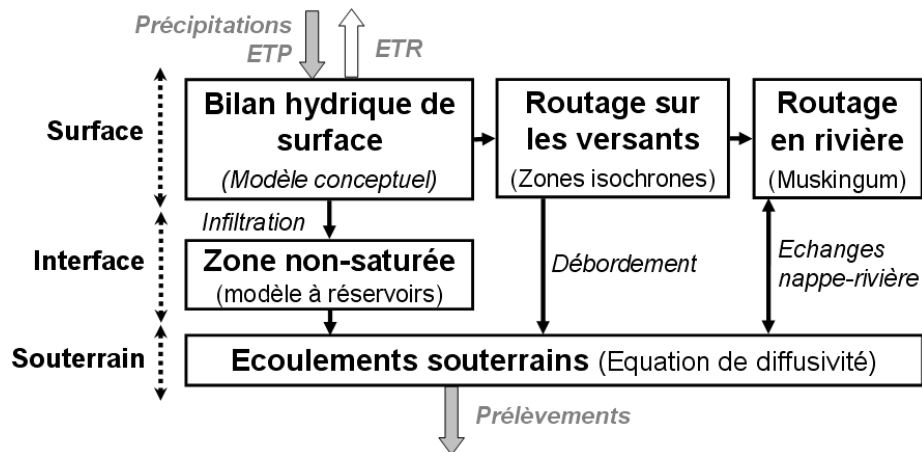 Précipitations
ETP
ETR
Surface
Bilan hydrique de
surface
(Modèle conceptuel)
Routage sur
les versants
(Zones isochrones)
Routage
en rivière
(Muskingum)
Infiltration
Interface
Zone non-saturée
(modèle à réservoirs)
Débordement
Echanges
nappe-rivière
Souterrain
Ecoulements souterrains (Equation de diffusivité)
Prélèvements